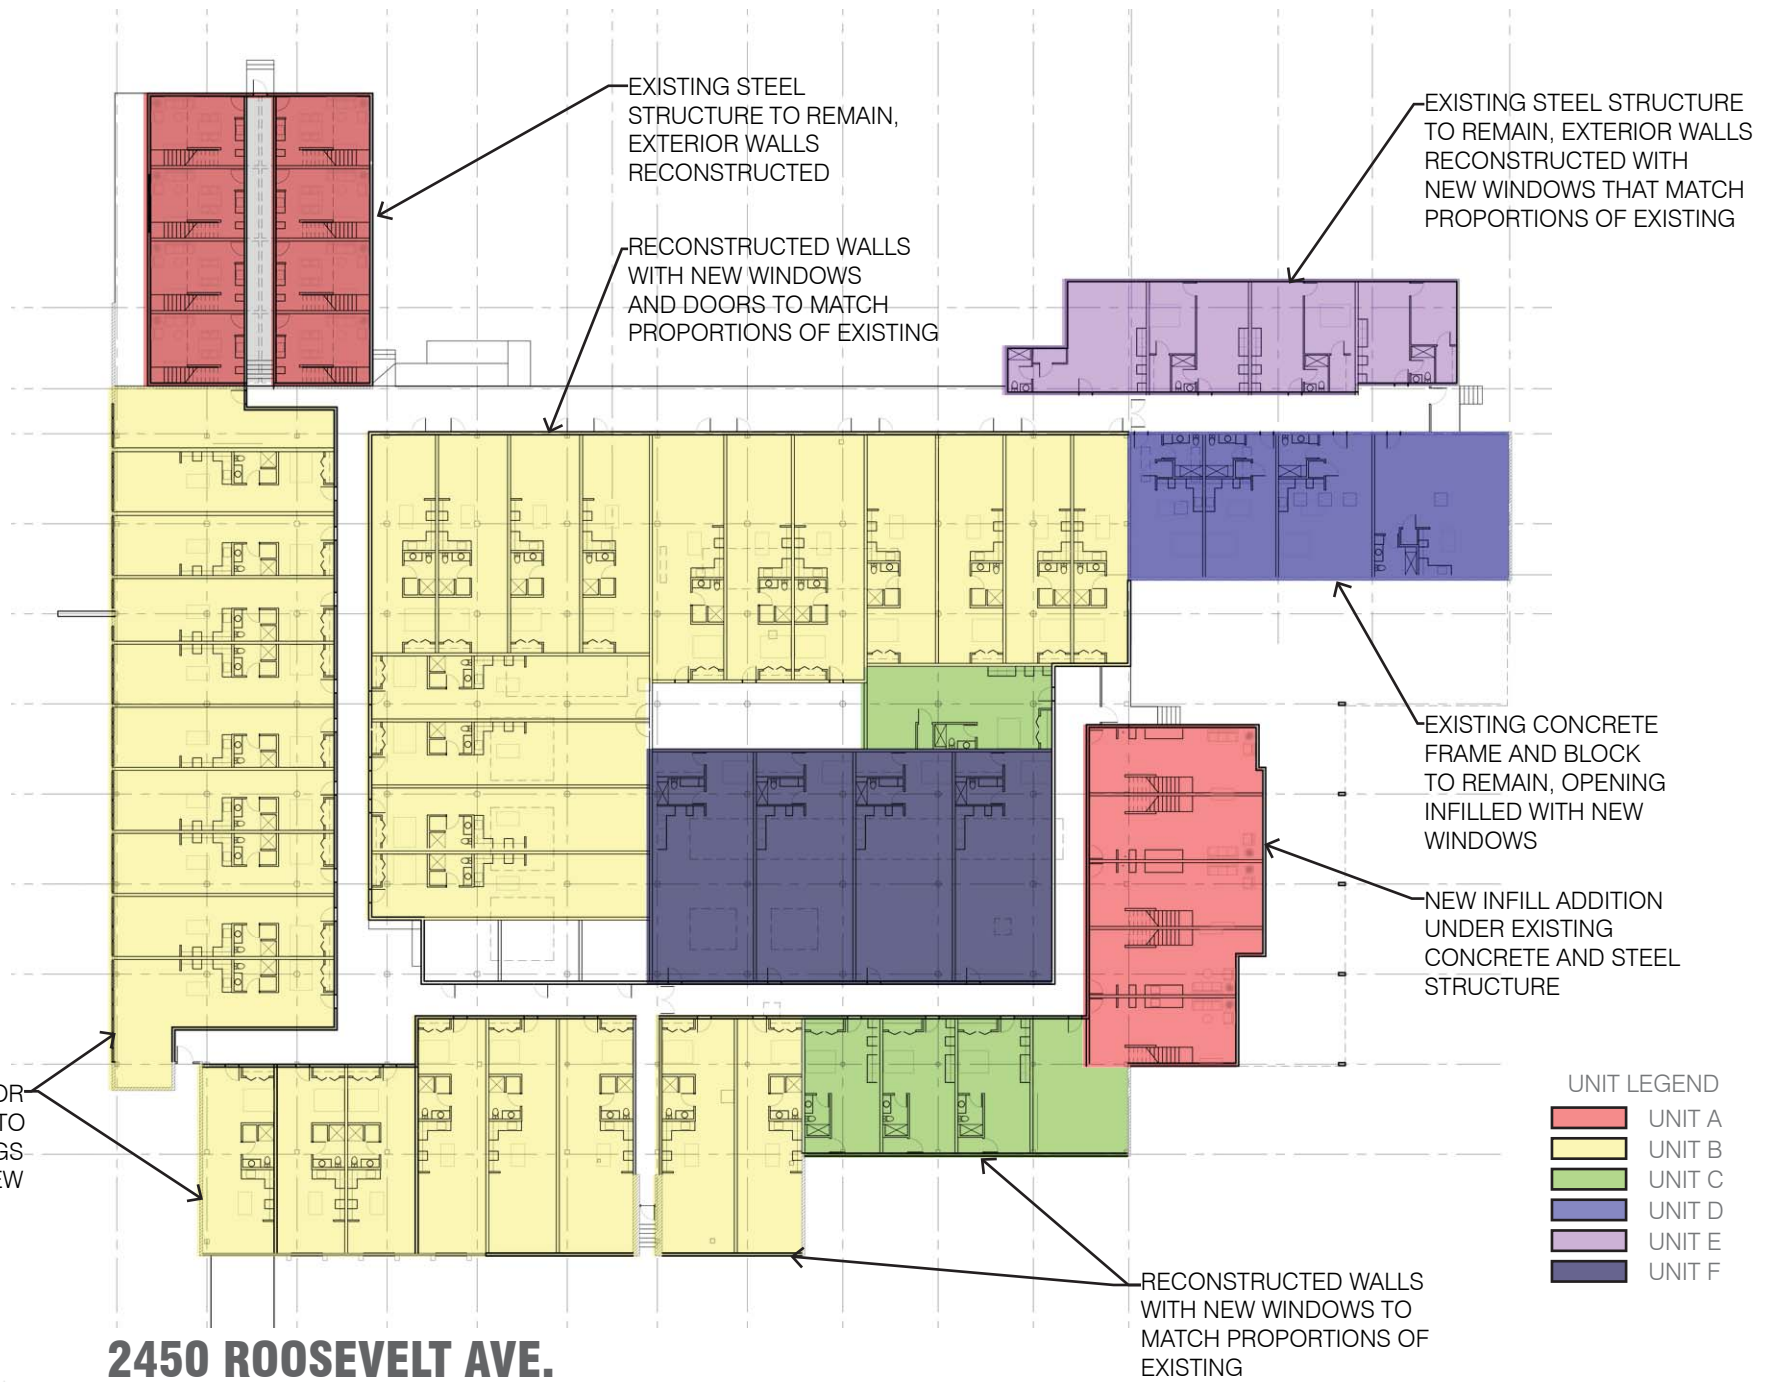 EXISTING STEEL
STRUCTURE TO REMAIN,
EXTERIOR WALLS
RECONSTRUCTED
EXISTING STEEL STRUCTURE
TO REMAIN, EXTERIOR WALLS
RECONSTRUCTED WITH
NEW WINDOWS THAT MATCH
PROPORTIONS OF EXISTING
RECONSTRUCTED WALLS
WITH NEW WINDOWS
AND DOORS TO MATCH
PROPORTIONS OF EXISTING
EXISTING CONCRETE
FRAME AND BLOCK
TO REMAIN, OPENING
INFILLED WITH NEW
WINDOWS
NEW INFILL ADDITION
UNDER EXISTING
CONCRETE AND STEEL
STRUCTURE
OR
TO
GS
EW
UNIT LEGEND
UNIT A
UNIT B
UNIT C
UNIT D
UNIT E
UNIT F
RECONSTRUCTED WALLS
WITH NEW WINDOWS TO
MATCH PROPORTIONS OF
EXISTING
2450 ROOSEVELT AVE.